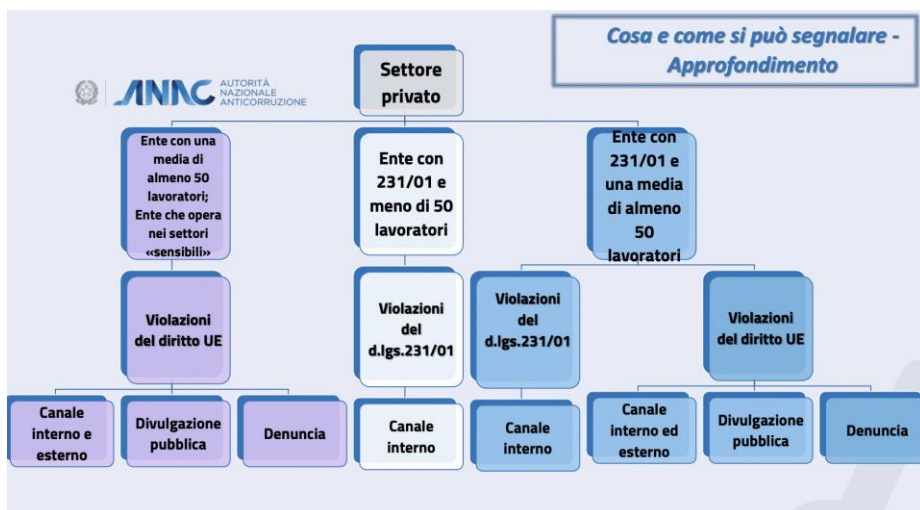 Cosa e come si può segnalare -
Approfondimento
ANAC
AUTORITÀ
NAZIONALE
ANTICORRUZIONE
Settore
privato
Ente con una
media di
almeno 50
lavoratori;
Ente che opera
nei settori
«sensibili»
Ente con
231/01 e
meno di 50
lavoratori
Ente con
231/01 e
una media
di almeno
50
lavoratori
Violazioni
del diritto UE
Violazioni
del
d.lgs.231/01
Violazioni
del
d.lgs.231/01
Violazioni
del diritto UE
Canale
interno e
esterno
Divulgazione
pubblica
Denuncia
Canale
interno
Canale
interno
Canale
interno ed
esterno
Divulgazione
pubblica
Denuncia